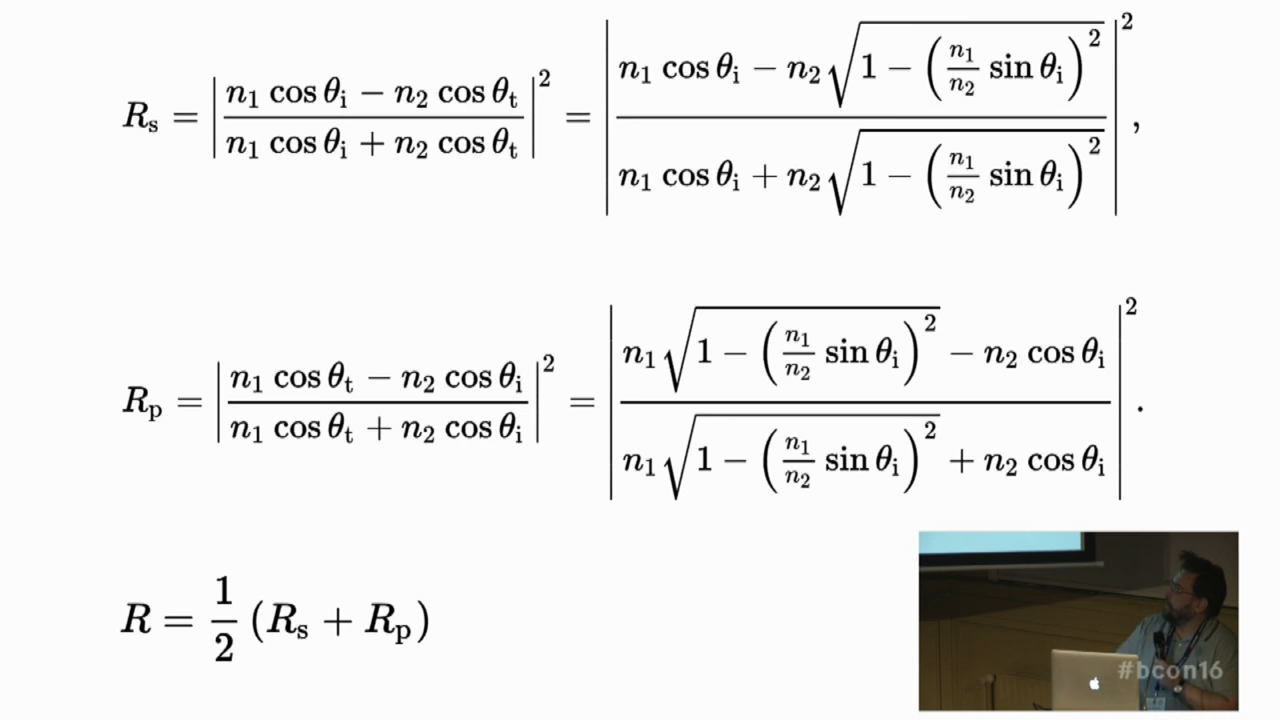 R_s = |(n₁ cos θ_i − n₂ cos θ_t) / (n₁ cos θ_i + n₂ cos θ_t)|² = |(n₁ cos θ_i − n₂ √(1 − ((n₁/n₂) sin θ_i)²)) / (n₁ cos θ_i + n₂ √(1 − ((n₁/n₂) sin θ_i)²))|²,
R_p = |(n₁ cos θ_t − n₂ cos θ_i) / (n₁ cos θ_t + n₂ cos θ_i)|² = |(n₁ √(1 − ((n₁/n₂) sin θ_i)²) − n₂ cos θ_i) / (n₁ √(1 − ((n₁/n₂) sin θ_i)²) + n₂ cos θ_i)|².
R = 1/2 (R_s + R_p)
#bcon16